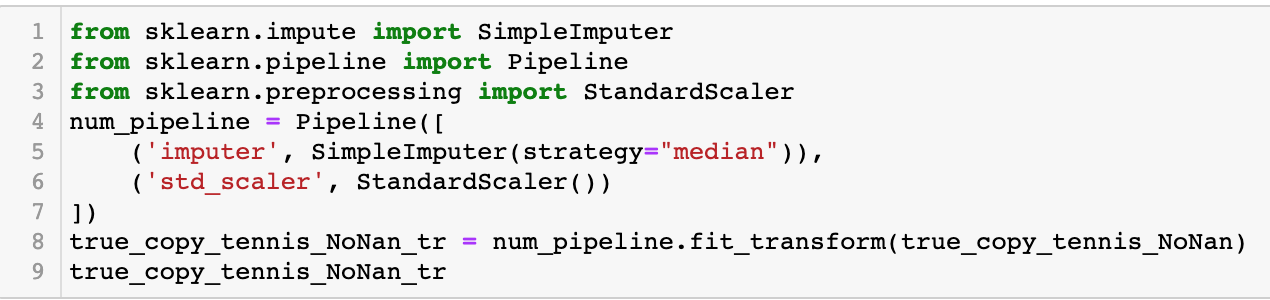 1 from sklearn.impute import SimpleImputer
2 from sklearn.pipeline import Pipeline
3 from sklearn.preprocessing import StandardScaler
4 num_pipeline = Pipeline([
5     ('imputer', SimpleImputer(strategy="median")),
6     ('std_scaler', StandardScaler())
7 ])
8 true_copy_tennis_NoNan_tr = num_pipeline.fit_transform(true_copy_tennis_NoNan)
9 true_copy_tennis_NoNan_tr